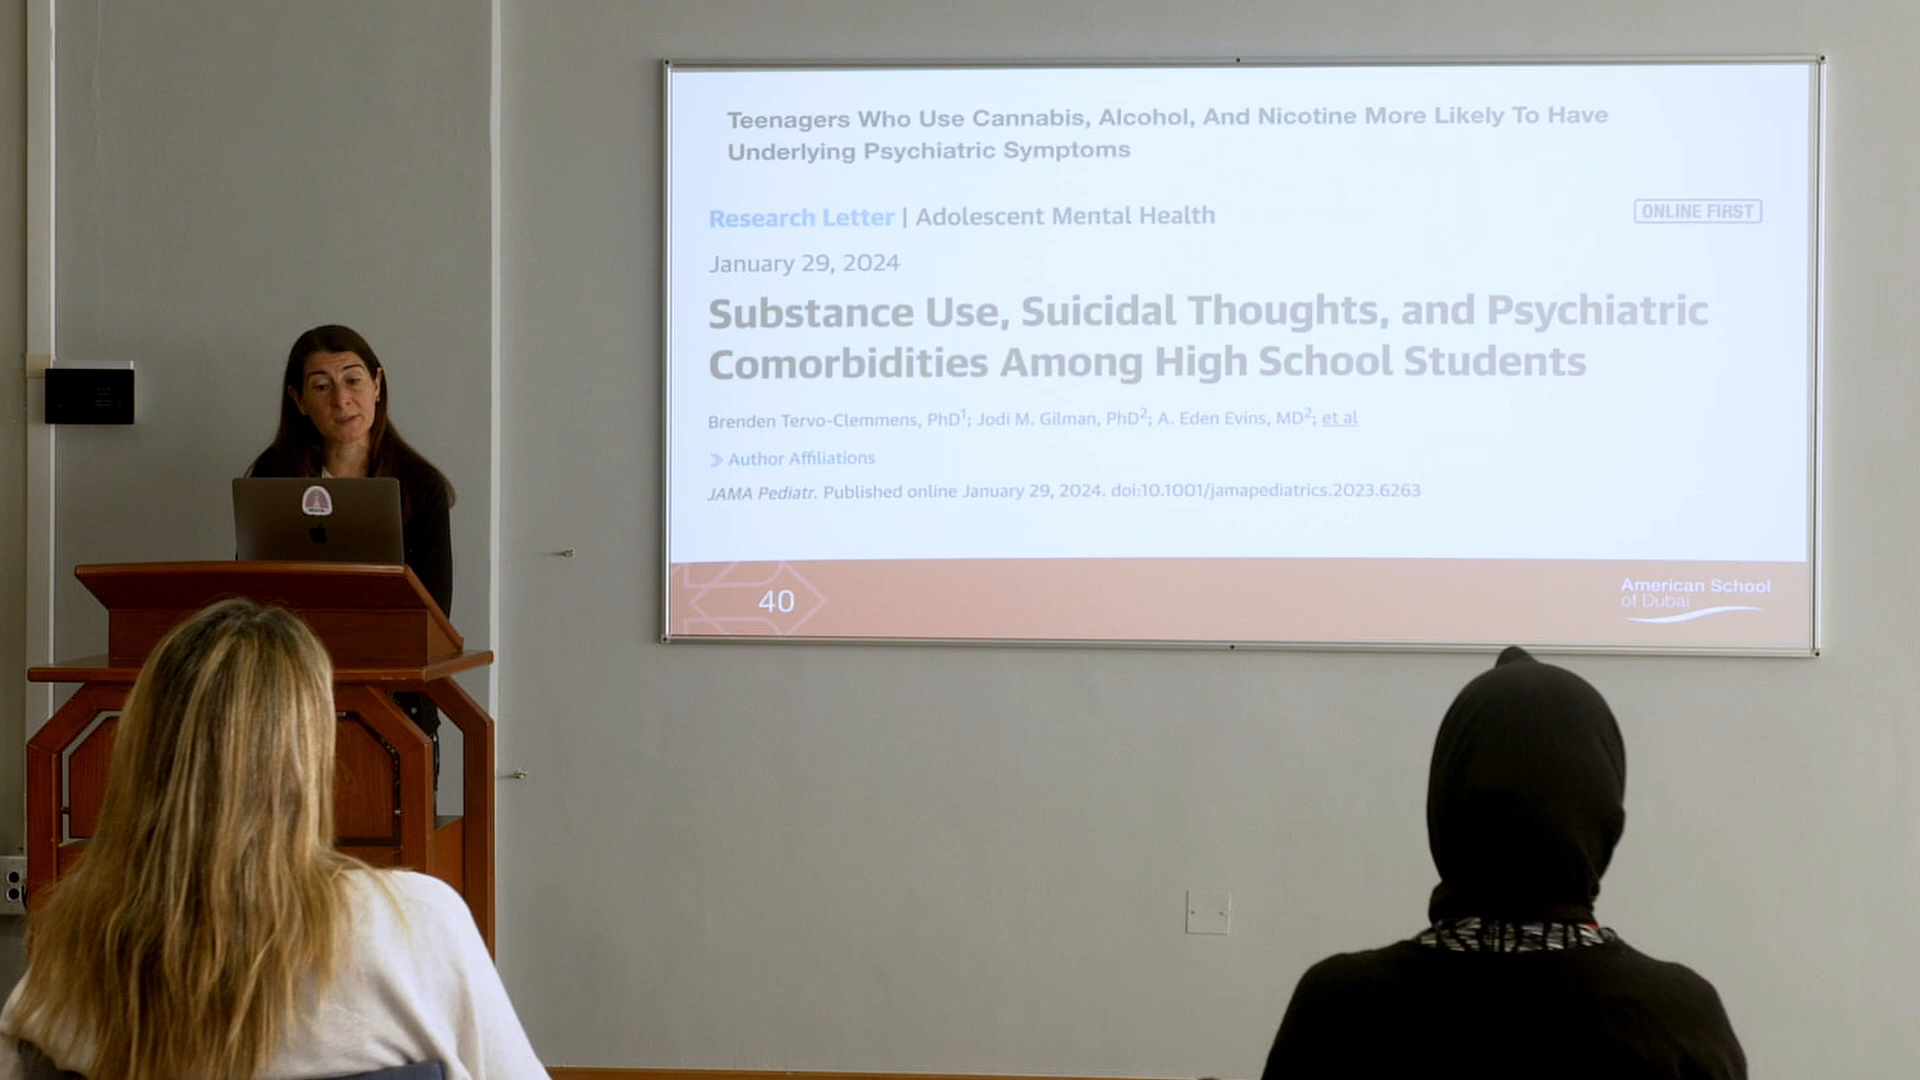 Teenagers Who Use Cannabis, Alcohol, And Nicotine More Likely To Have
Underlying Psychiatric Symptoms
Research Letter | Adolescent Mental Health
ONLINE FIRST
January 29, 2024
Substance Use, Suicidal Thoughts, and Psychiatric
Comorbidities Among High School Students
Brenden Tervo-Clemmens, PhD1; Jodi M. Gilman, PhD2; A. Eden Evins, MD2; et al
Author Affiliations
JAMA Pediatr. Published online January 29, 2024. doi:10.1001/jamapediatrics.2023.6263
40
American School
of Dubai